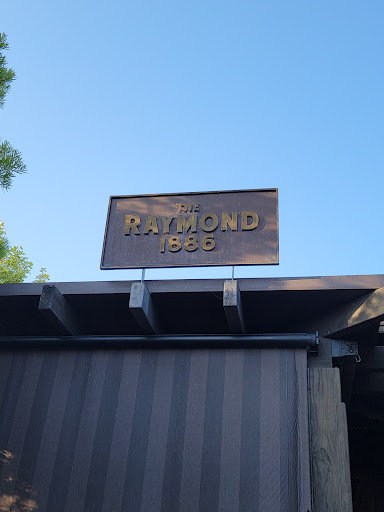 THE
RAYMOND
1886